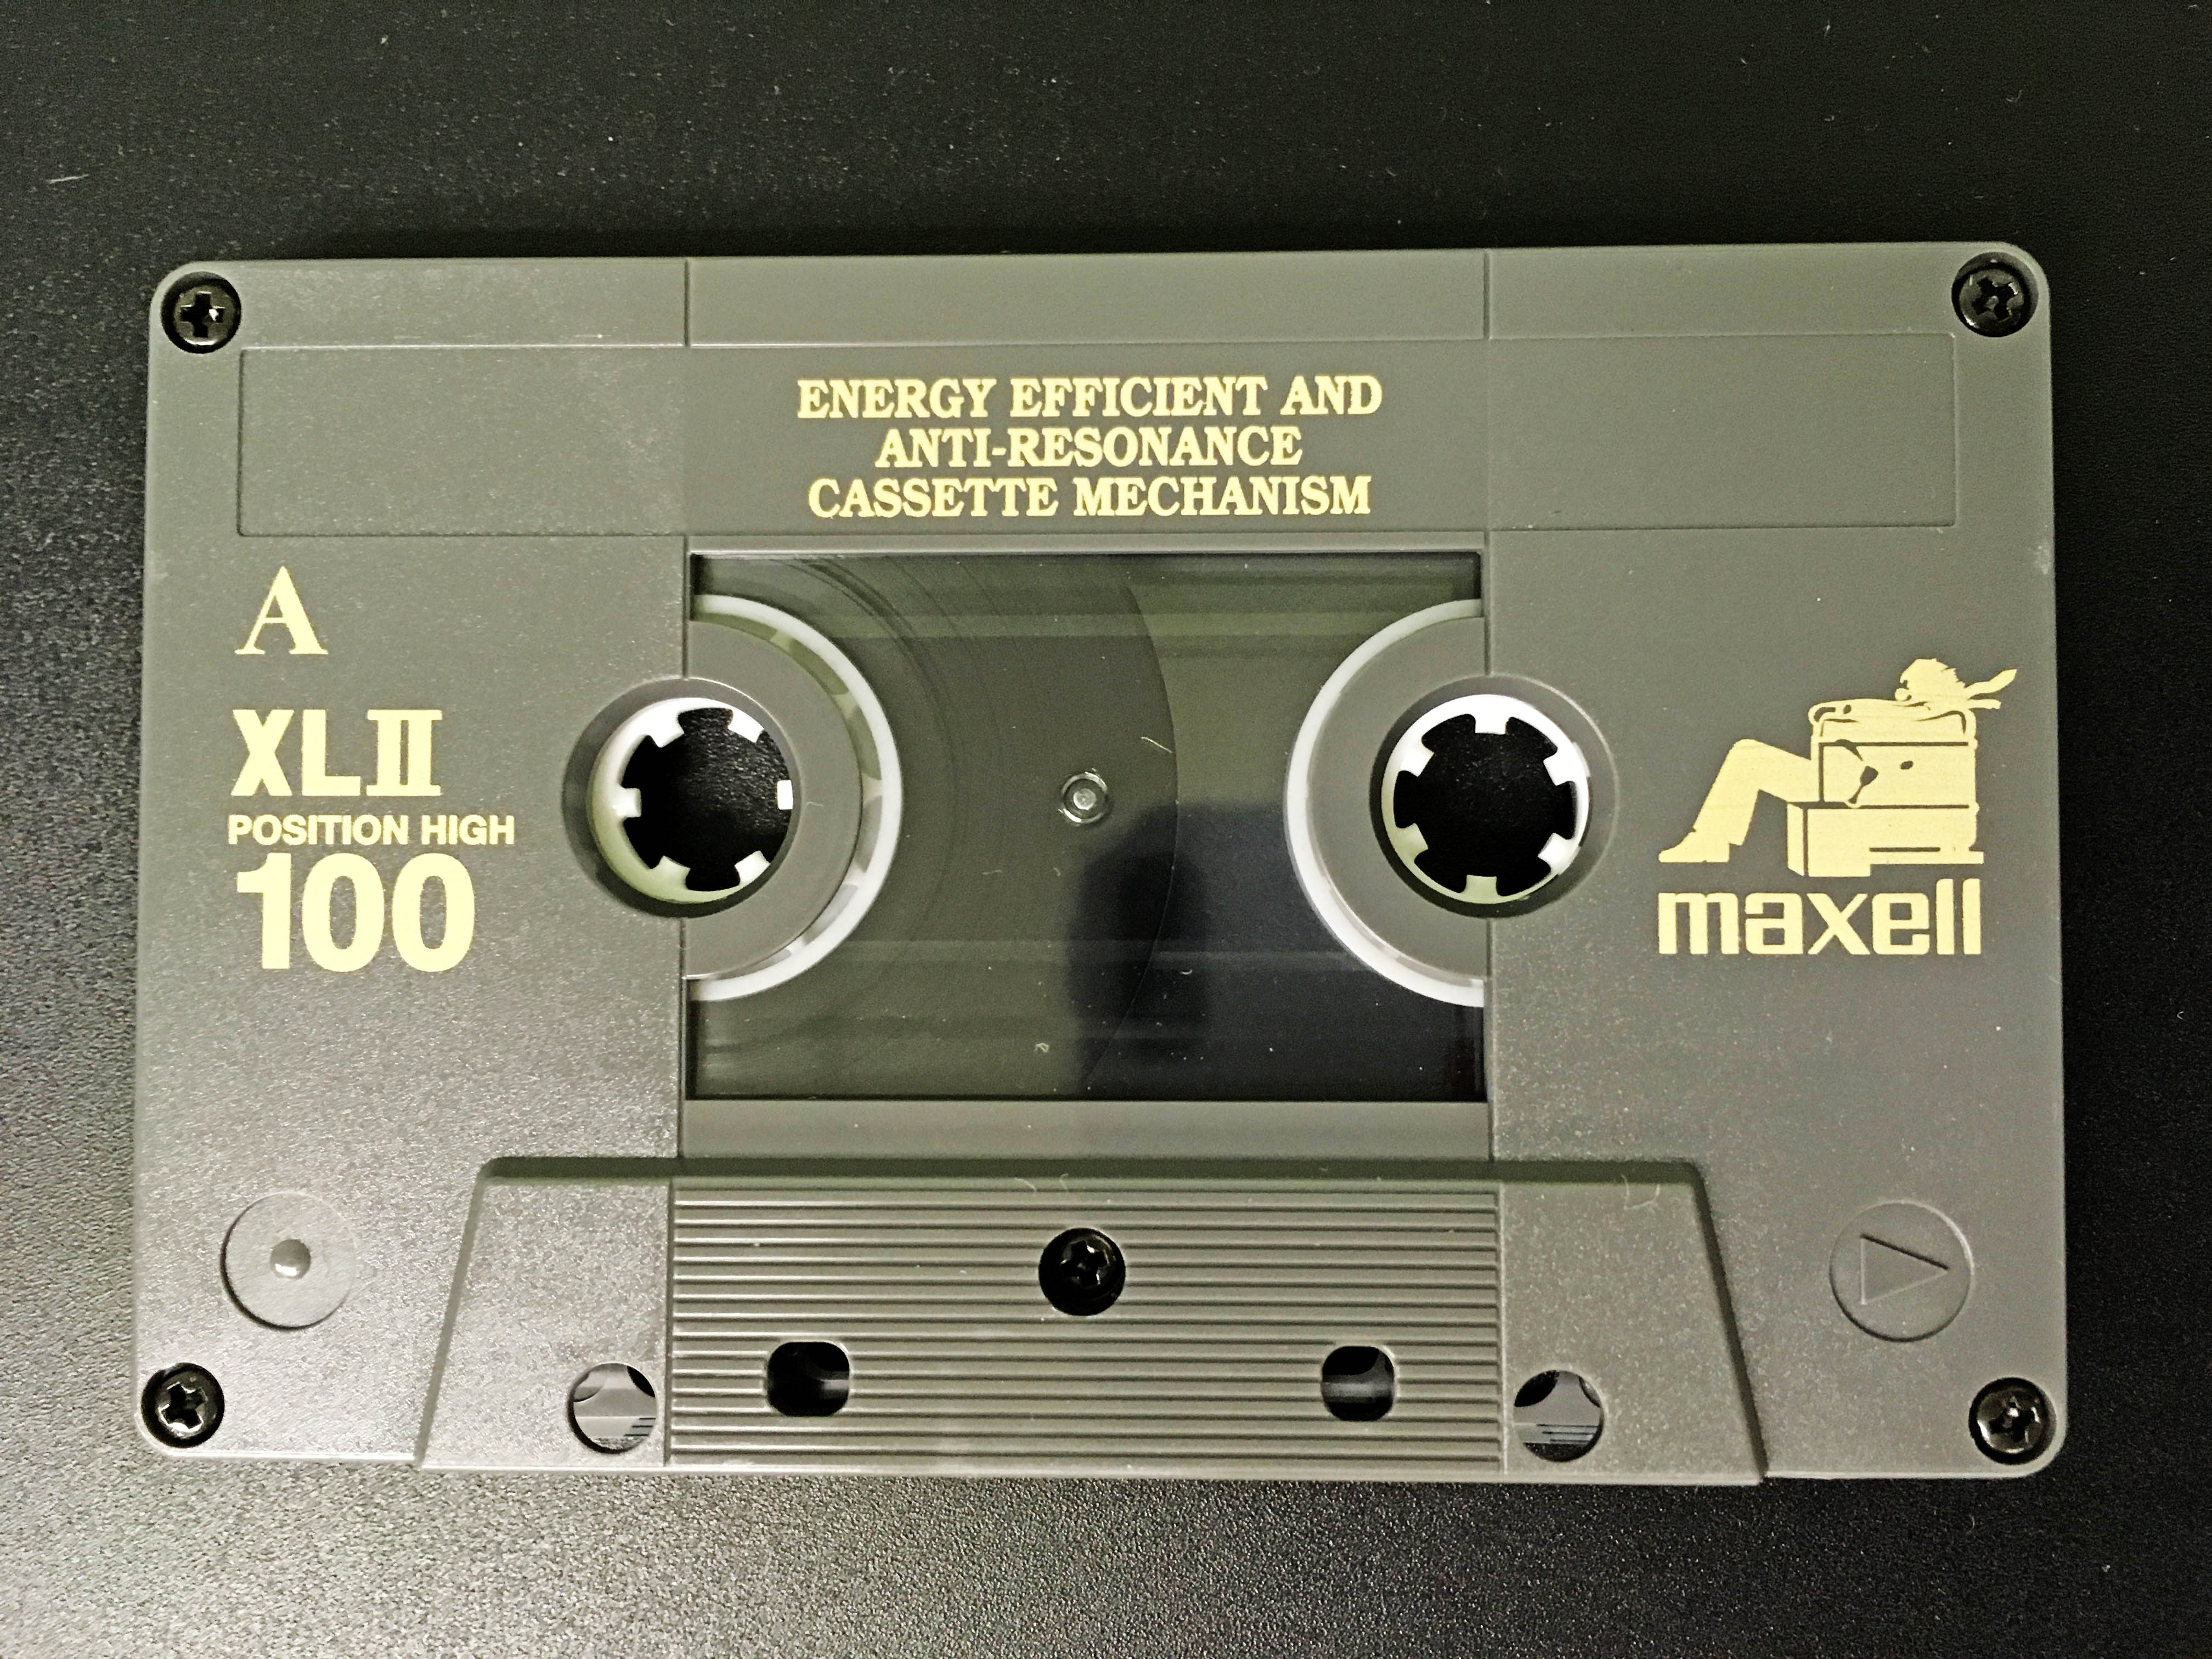 ENERGY EFFICIENT AND
ANTI-RESONANCE
CASSETTE MECHANISM
A
XLII
POSITION HIGH
100
maxell